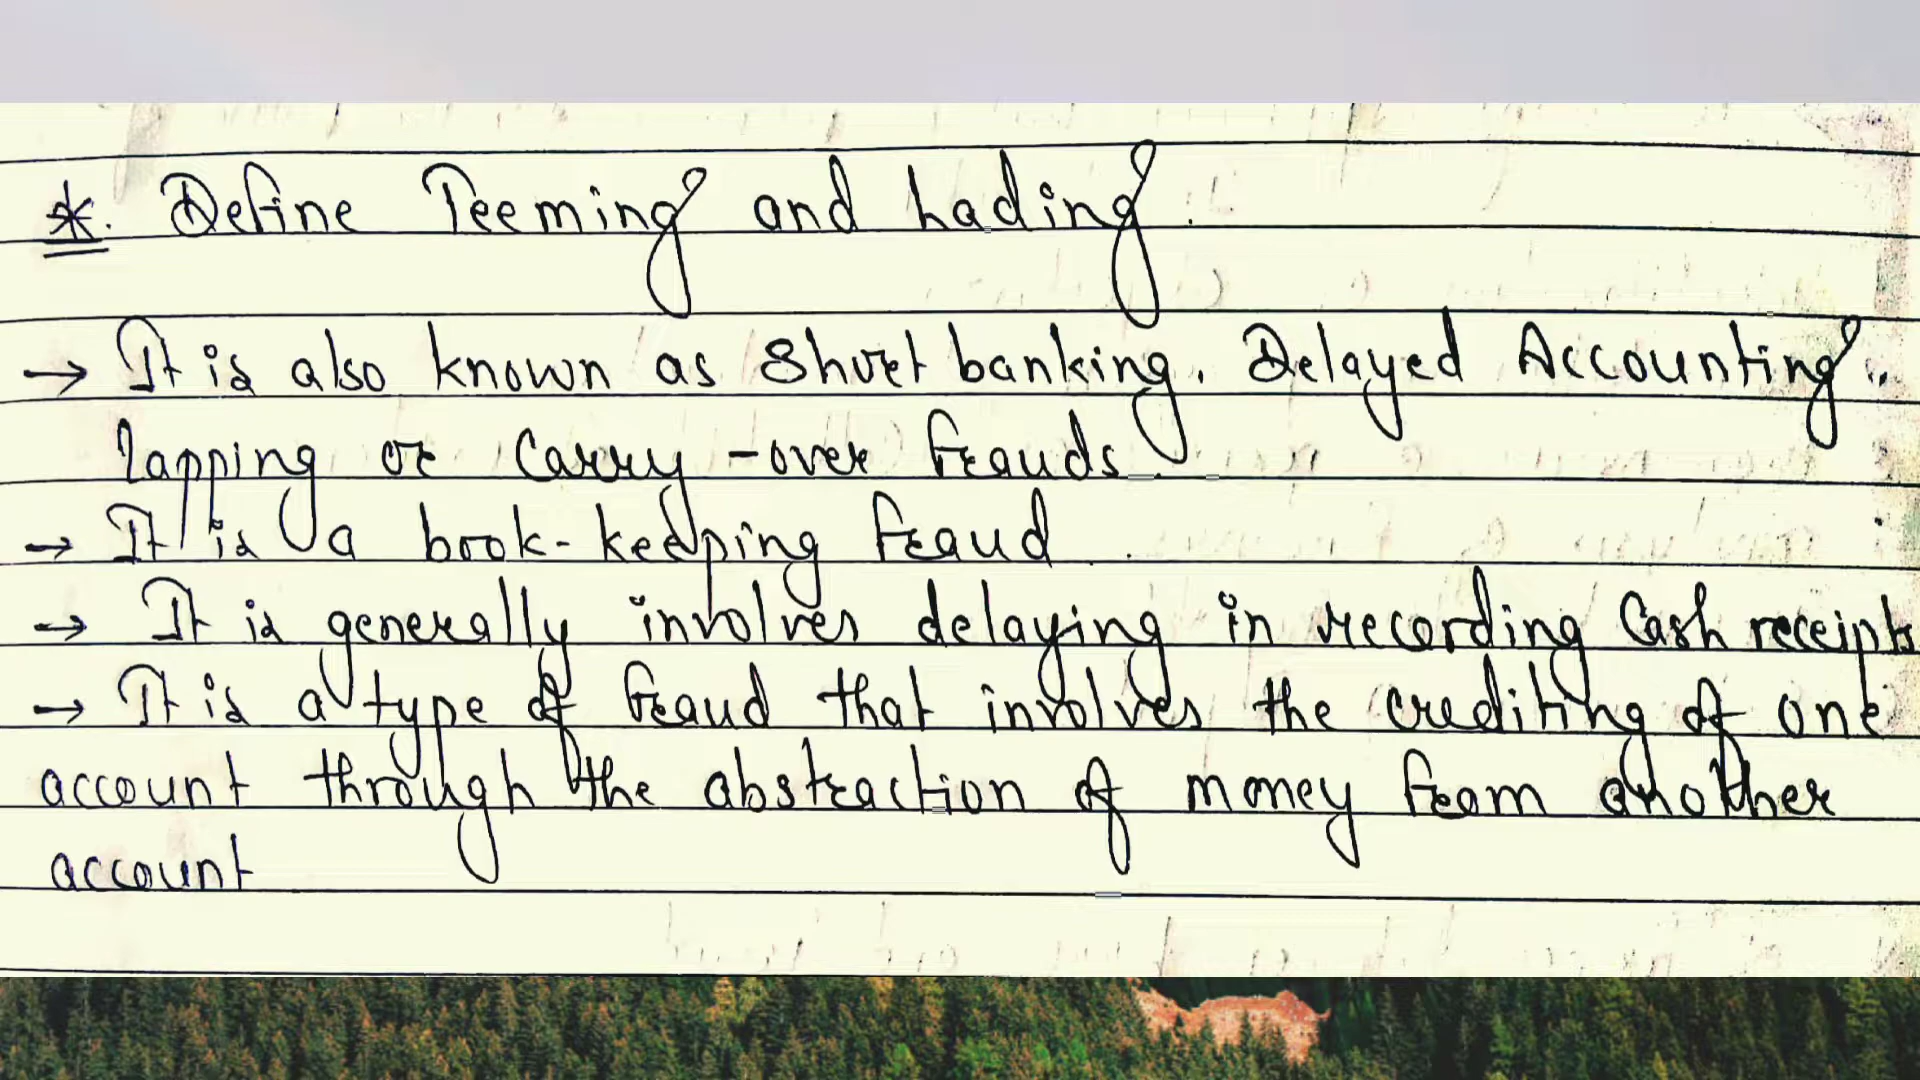 *. Define Teeming and Lading.
→ It is also known as Short banking, Delayed Accounting,
lapping or Carry-over frauds.
→ It is a book-keeping fraud.
→ It is generally involves delaying in recording Cash receipts
→ It is a type of fraud that involves the crediting of one
account through the abstraction of money from another
account